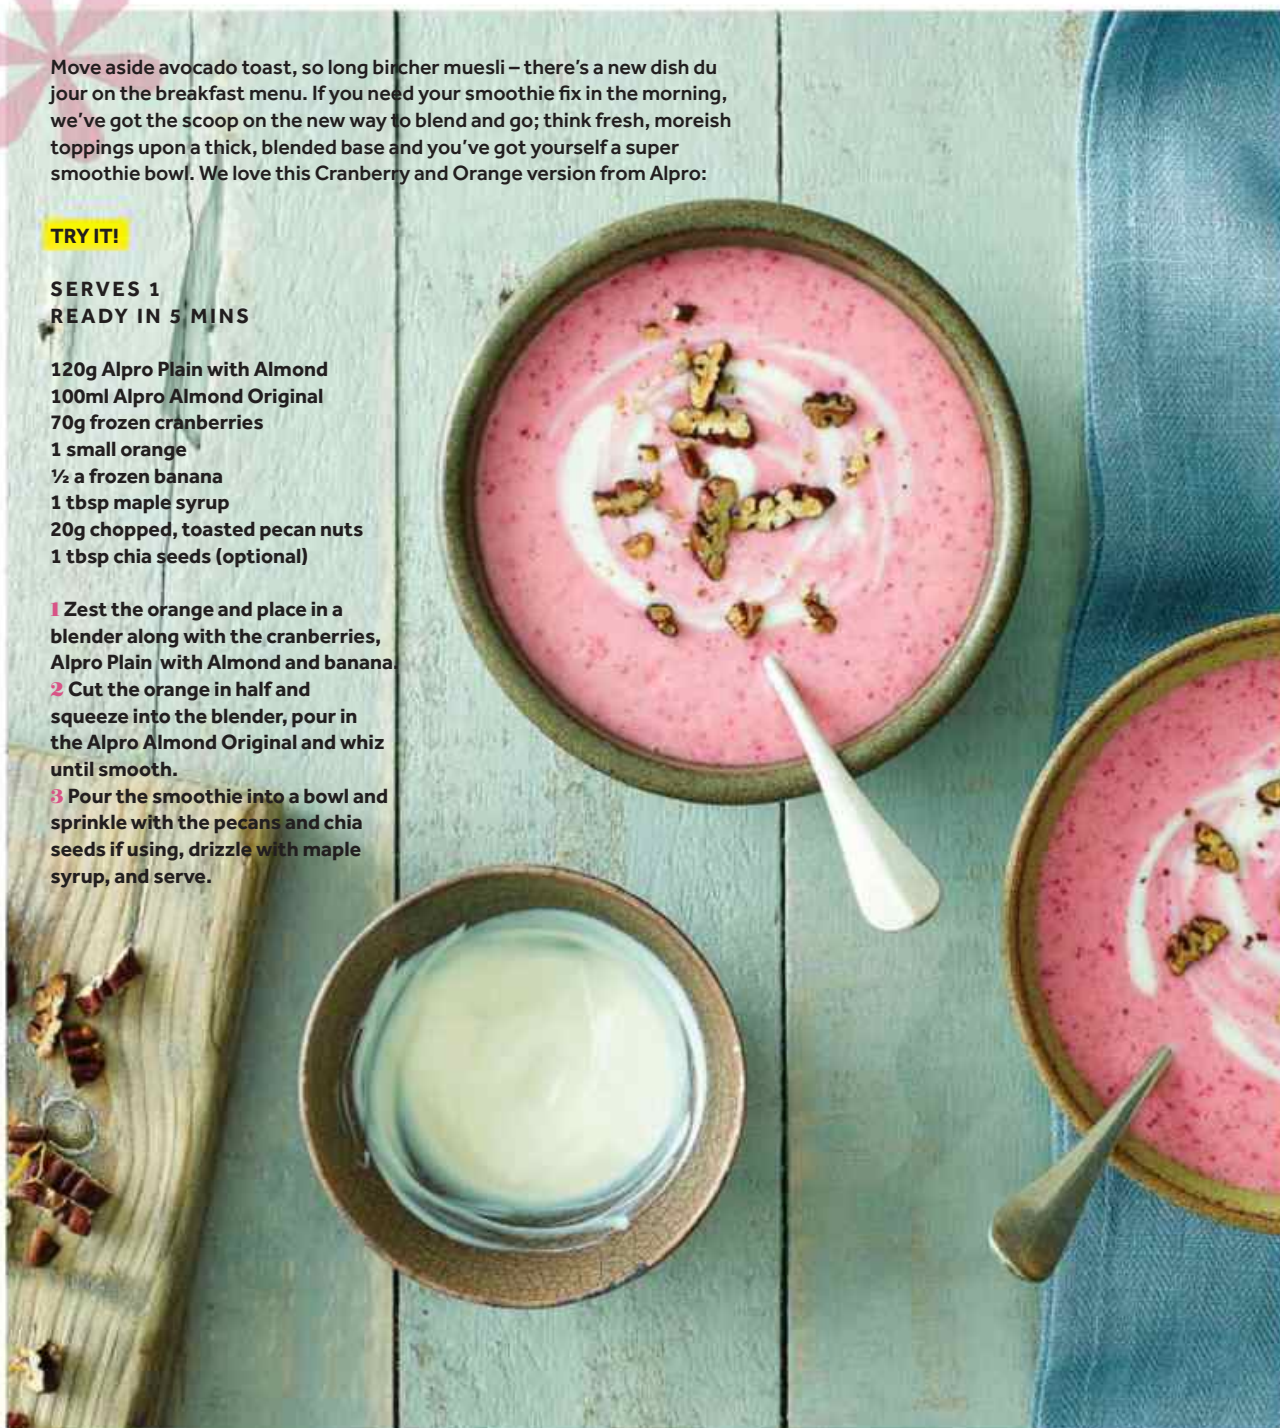 Move aside avocado toast, so long bircher muesli – there's a new dish du
jour on the breakfast menu. If you need your smoothie fix in the morning,
we've got the scoop on the new way to blend and go; think fresh, moreish
toppings upon a thick, blended base and you've got yourself a super
smoothie bowl. We love this Cranberry and Orange version from Alpro:
TRY IT!
SERVES 1
READY IN 5 MINS
120g Alpro Plain with Almond
100ml Alpro Almond Original
70g frozen cranberries
1 small orange
½ a frozen banana
1 tbsp maple syrup
20g chopped, toasted pecan nuts
1 tbsp chia seeds (optional)
1 Zest the orange and place in a
blender along with the cranberries,
Alpro Plain with Almond and banana.
2 Cut the orange in half and
squeeze into the blender, pour in
the Alpro Almond Original and whiz
until smooth.
3 Pour the smoothie into a bowl and
sprinkle with the pecans and chia
seeds if using, drizzle with maple
syrup, and serve.